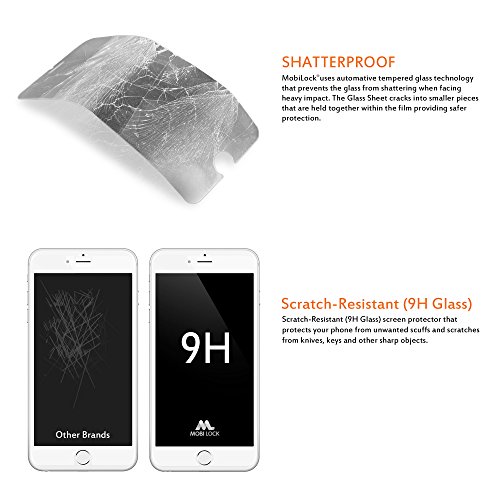 SHATTERPROOF
MobiLock® uses automative tempered glass technology
that prevents the glass from shattering when facing
heavy impact. The Glass Sheet cracks into smaller pieces
that are held together within the film providing safer
protection.
Other Brands
9H
MOBI LOCK
Scratch-Resistant (9H Glass)
Scratch-Resistant (9H Glass) screen protector that
protects your phone from unwanted scuffs and scratches
from knives, keys and other sharp objects.